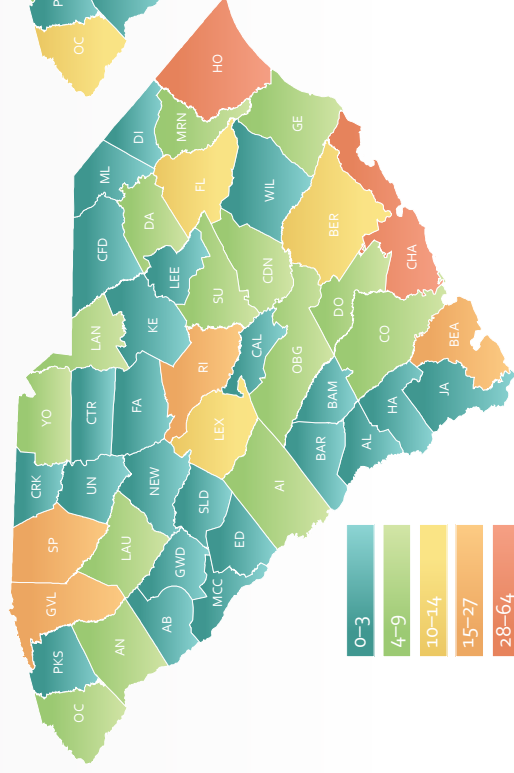 OC
PKS
GVL
SP
CRK
YO
AN
LAU
UN
CTR
LAN
CFD
ML
DI
AB
GWD
NEW
FA
KE
DA
MRN
HO
MCC
SLD
LEE
FL
ED
LEX
RI
SU
AI
CAL
CDN
WIL
GE
OBG
BAR
BAM
DO
BER
AL
HA
CO
CHA
JA
BEA
0–3
4–9
10–14
15–27
28–64
OC